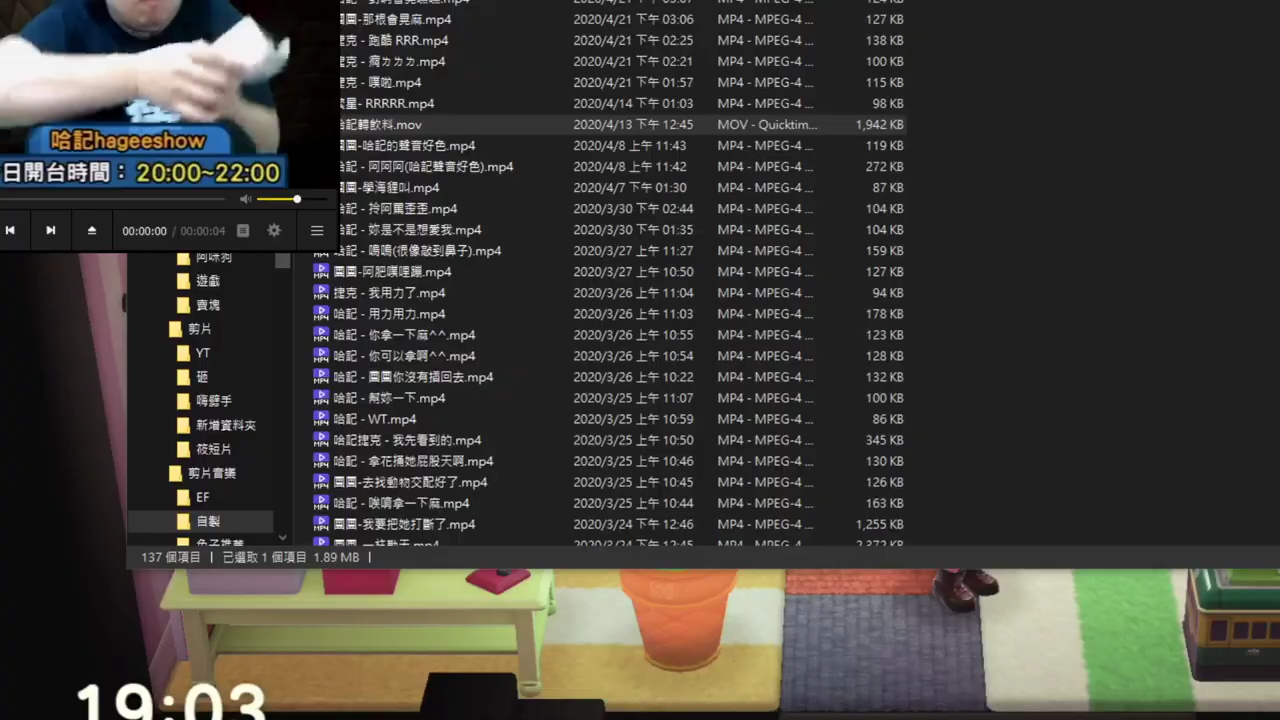 團團-那根會晃麻.mp4 2020/4/21 下午 03:06 MP4 - MPEG-4 ... 127 KB
捷克 - 跑酷 RRR.mp4 2020/4/21 下午 02:25 MP4 - MPEG-4 ... 138 KB
捷克 - 痾ㄌㄌㄌ.mp4 2020/4/21 下午 02:21 MP4 - MPEG-4 ... 100 KB
捷克 - 噗啦.mp4 2020/4/21 下午 01:57 MP4 - MPEG-4 ... 115 KB
星- RRRRR.mp4 2020/4/14 下午 01:03 MP4 - MPEG-4 ... 98 KB
哈記轉飲料.mov 2020/4/13 下午 12:45 MOV - Quicktim... 1,942 KB
團團-哈記的聲音好色.mp4 2020/4/8 上午 11:43 MP4 - MPEG-4 ... 119 KB
哈記 - 阿阿阿(哈記聲音好色).mp4 2020/4/8 上午 11:42 MP4 - MPEG-4 ... 272 KB
團團-學海貍叫.mp4 2020/4/7 下午 01:30 MP4 - MPEG-4 ... 87 KB
哈記 - 拎阿罵歪歪.mp4 2020/3/30 下午 02:44 MP4 - MPEG-4 ... 104 KB
哈記 - 妳是不是想愛我.mp4 2020/3/30 下午 01:35 MP4 - MPEG-4 ... 104 KB
哈記 - 嗚嗚(很像敲到鼻子).mp4 2020/3/27 上午 11:27 MP4 - MPEG-4 ... 159 KB
團團-阿肥噗哩蹦.mp4 2020/3/27 上午 10:50 MP4 - MPEG-4 ... 127 KB
捷克 - 我用力了.mp4 2020/3/26 上午 11:04 MP4 - MPEG-4 ... 94 KB
哈記 - 用力用力.mp4 2020/3/26 上午 11:03 MP4 - MPEG-4 ... 178 KB
哈記 - 你拿一下麻^^.mp4 2020/3/26 上午 10:55 MP4 - MPEG-4 ... 123 KB
哈記 - 你可以拿啊^^.mp4 2020/3/26 上午 10:54 MP4 - MPEG-4 ... 128 KB
哈記 - 團團你沒有插回去.mp4 2020/3/26 上午 10:22 MP4 - MPEG-4 ... 132 KB
哈記 - 幫妳一下.mp4 2020/3/25 上午 11:07 MP4 - MPEG-4 ... 100 KB
哈記 - WT.mp4 2020/3/25 上午 10:59 MP4 - MPEG-4 ... 86 KB
哈記捷克 - 我先看到的.mp4 2020/3/25 上午 10:50 MP4 - MPEG-4 ... 345 KB
哈記 - 拿花捅她屁股天啊.mp4 2020/3/25 上午 10:46 MP4 - MPEG-4 ... 130 KB
團團-去找動物交配好了.mp4 2020/3/25 上午 10:45 MP4 - MPEG-4 ... 126 KB
哈記 - 唉唷拿一下麻.mp4 2020/3/25 上午 10:44 MP4 - MPEG-4 ... 163 KB
團團-我要把她打斷了.mp4 2020/3/24 下午 12:46 MP4 - MPEG-4 ... 1,255 KB
哈記hageeshow
日開台時間： 20:00~22:00
00:00:00 / 00:00:04
阿咪狗
遊戲
賣塊
剪片
YT
砸
嗨劈手
新增資料夾
筱短片
剪片音樂
EF
自製
137 個項目 | 已選取 1 個項目 1.89 MB |
19:03